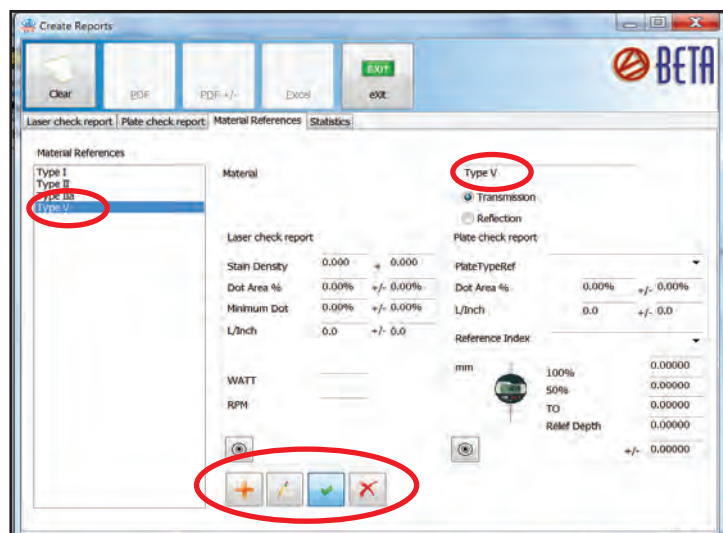 Create Reports
EXIT
BETA
Clear PDF PDF +/- Excel exit
Laser check report Plate check report Material References Statistics
Material References
Type I
Type II
Type IIa
Type V
Material Type V
Transmission
Reflection
Laser check report Plate check report
Stain Density 0.000 + 0.000 PlateTypeRef
Dot Area % 0.00% +/- 0.00% Dot Area % 0.00% +/- 0.00%
Minimum Dot 0.00% +/- 0.00% L/Inch 0.0 +/- 0.0
L/Inch 0.0 +/- 0.0 Reference Index
mm 100% 0.00000
WATT 50% 0.00000
RPM TO 0.00000
Relief Depth 0.00000
+/- 0.00000